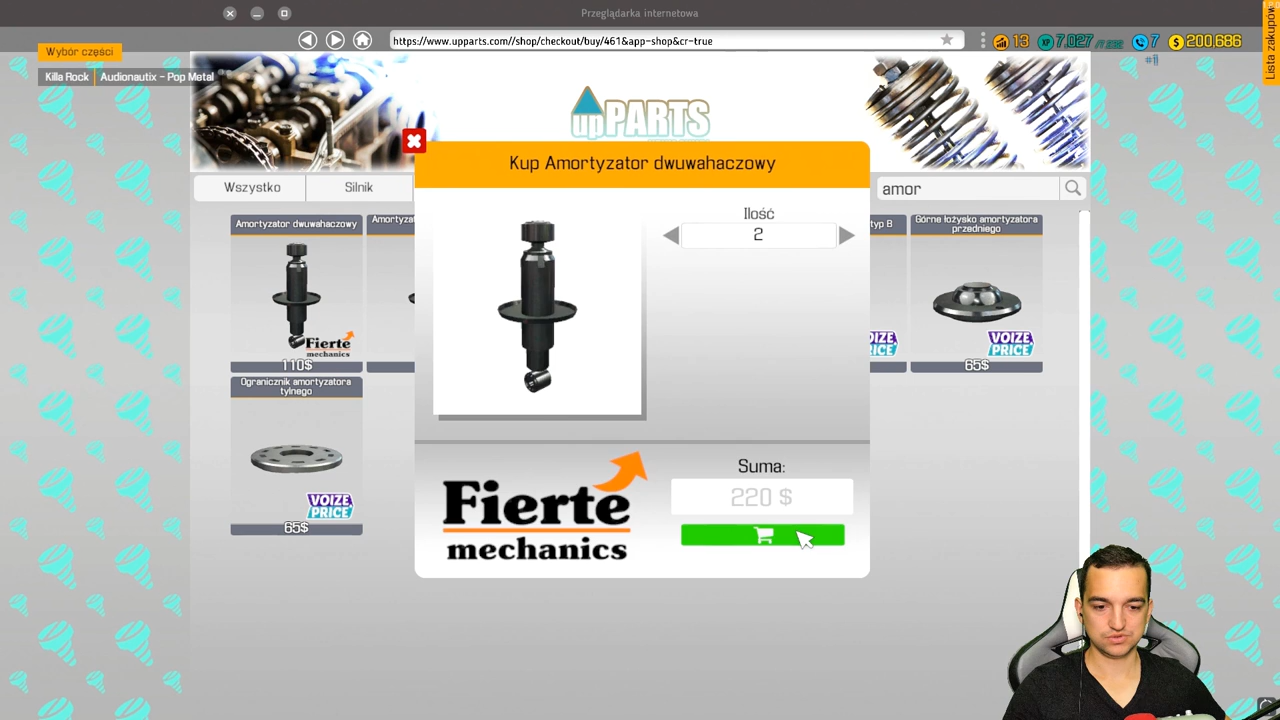 Przeglądarka internetowa
https://www.upparts.com//shop/checkout/buy/461&app-shop&cr-true
13
XP 7,027
7
$ 200,686
#1
Lista zakupów
Wybór części
Killa Rock Audionautix - Pop Metal
upPARTS
Kup Amortyzator dwuwahaczowy
Wszystko
Silnik
amor
Ilość
2
Amortyzator dwuwahaczowy
Fierte
mechanics
110$
typ B
Górne łożysko amortyzatora
przedniego
VOIZE
PRICE
65$
Ogranicznik amortyzatora
tylnego
VOIZE
PRICE
65$
Fierte
mechanics
Suma:
220 $